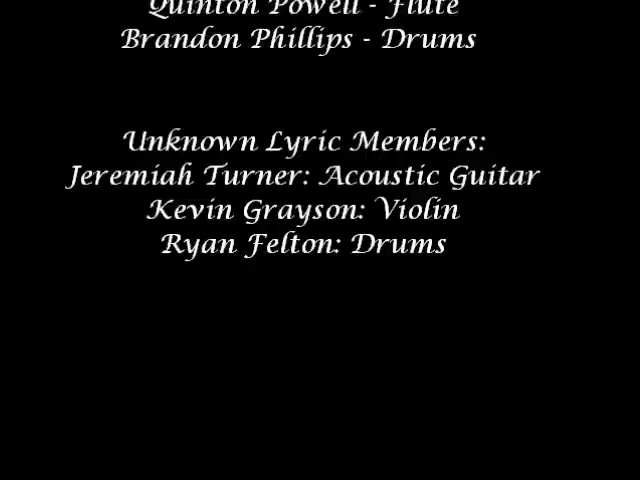 Quinton Powell - Flute
Brandon Phillips - Drums
Unknown Lyric Members:
Jeremiah Turner: Acoustic Guitar
Kevin Grayson: Violin
Ryan Felton: Drums